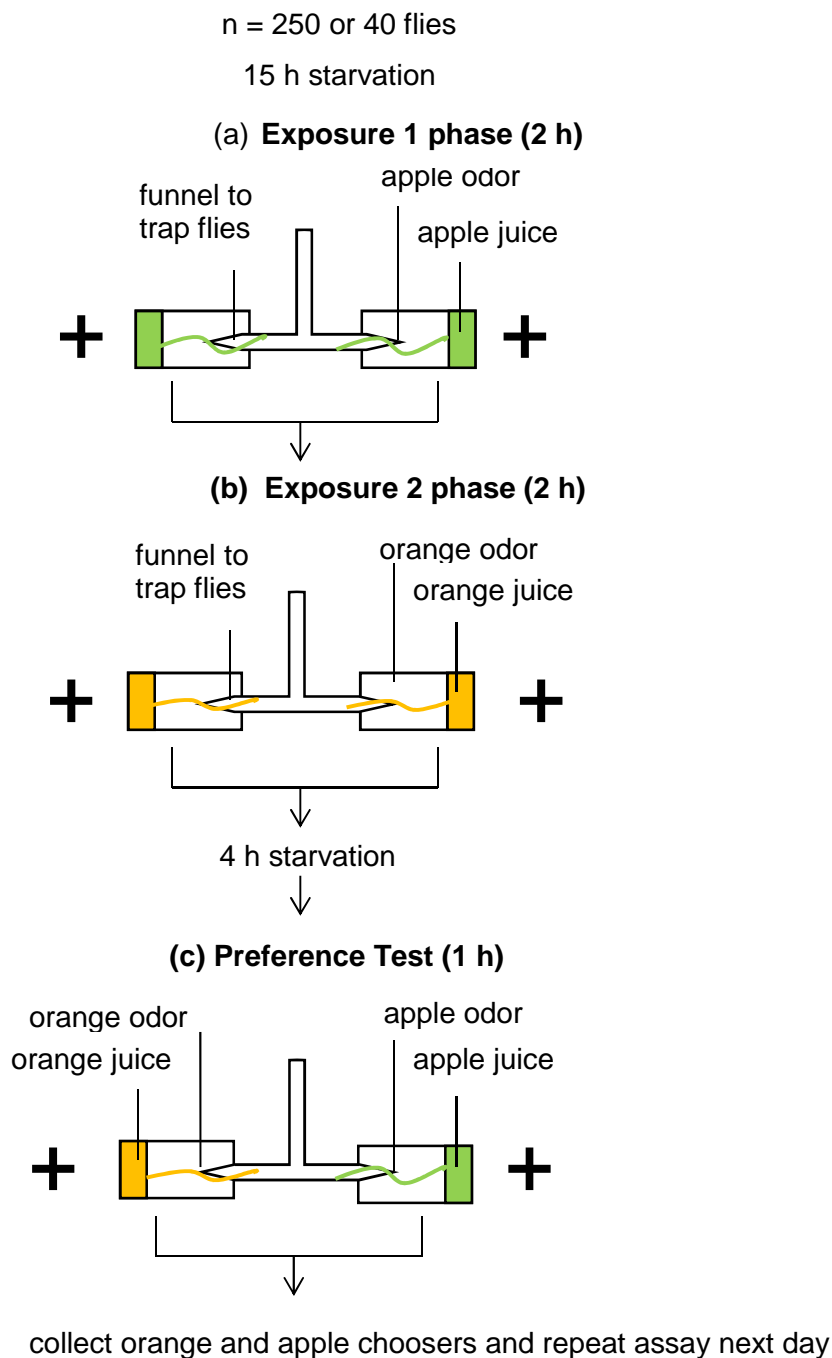 n = 250 or 40 flies
15 h starvation
(a) Exposure 1 phase (2 h)
funnel to
trap flies
apple odor
apple juice
+ +
(b) Exposure 2 phase (2 h)
funnel to
trap flies
orange odor
orange juice
+ +
4 h starvation
(c) Preference Test (1 h)
orange odor
orange juice
apple odor
apple juice
+ +
collect orange and apple choosers and repeat assay next day